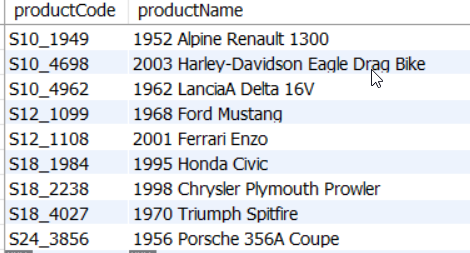 productCode productName
S10_1949 1952 Alpine Renault 1300
S10_4698 2003 Harley-Davidson Eagle Drag Bike
S10_4962 1962 LanciaA Delta 16V
S12_1099 1968 Ford Mustang
S12_1108 2001 Ferrari Enzo
S18_1984 1995 Honda Civic
S18_2238 1998 Chrysler Plymouth Prowler
S18_4027 1970 Triumph Spitfire
S24_3856 1956 Porsche 356A Coupe